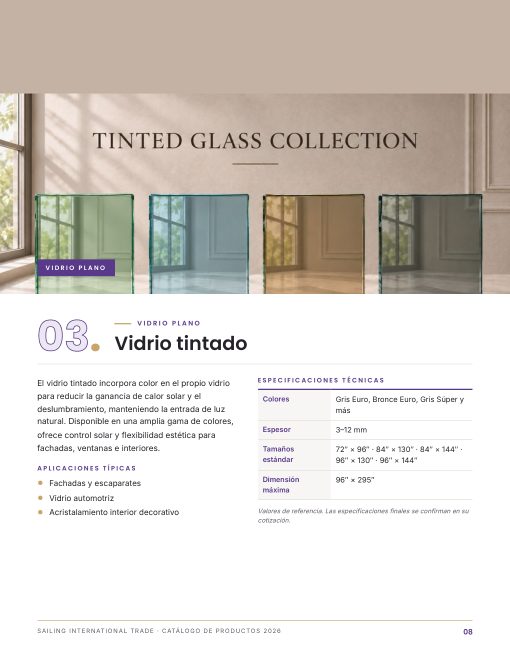 TINTED GLASS COLLECTION
VIDRIO PLANO
03.
VIDRIO PLANO
Vidrio tintado
El vidrio tintado incorpora color en el propio vidrio
para reducir la ganancia de calor solar y el
deslumbramiento, manteniendo la entrada de luz
natural. Disponible en una amplia gama de colores,
ofrece control solar y flexibilidad estética para
fachadas, ventanas e interiores.
APLICACIONES TÍPICAS
Fachadas y escaparates
Vidrio automotriz
Acristalamiento interior decorativo
ESPECIFICACIONES TÉCNICAS
Colores
Gris Euro, Bronce Euro, Gris Súper y
más
Espesor
3–12 mm
Tamaños
estándar
72″ × 96″ · 84″ × 130″ · 84″ × 144″ ·
96″ × 130″ · 96″ × 144″
Dimensión
máxima
96″ × 295″
Valores de referencia. Las especificaciones finales se confirman en su
cotización.
SAILING INTERNATIONAL TRADE · CATÁLOGO DE PRODUCTOS 2026
08